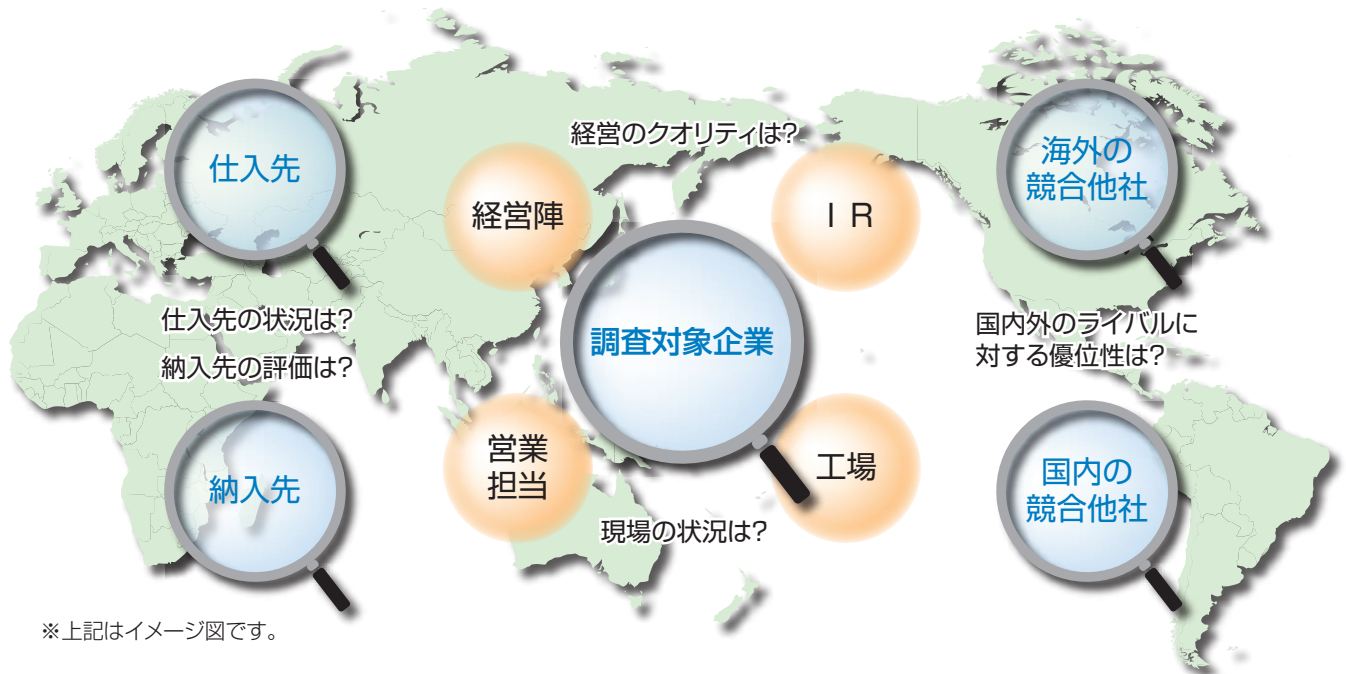 仕入先
仕入先の状況は?
納入先の評価は?
納入先
経営のクオリティは?
経営陣
I R
調査対象企業
営業
担当
工場
現場の状況は?
海外の
競合他社
国内外のライバルに
対する優位性は?
国内の
競合他社
※上記はイメージ図です。